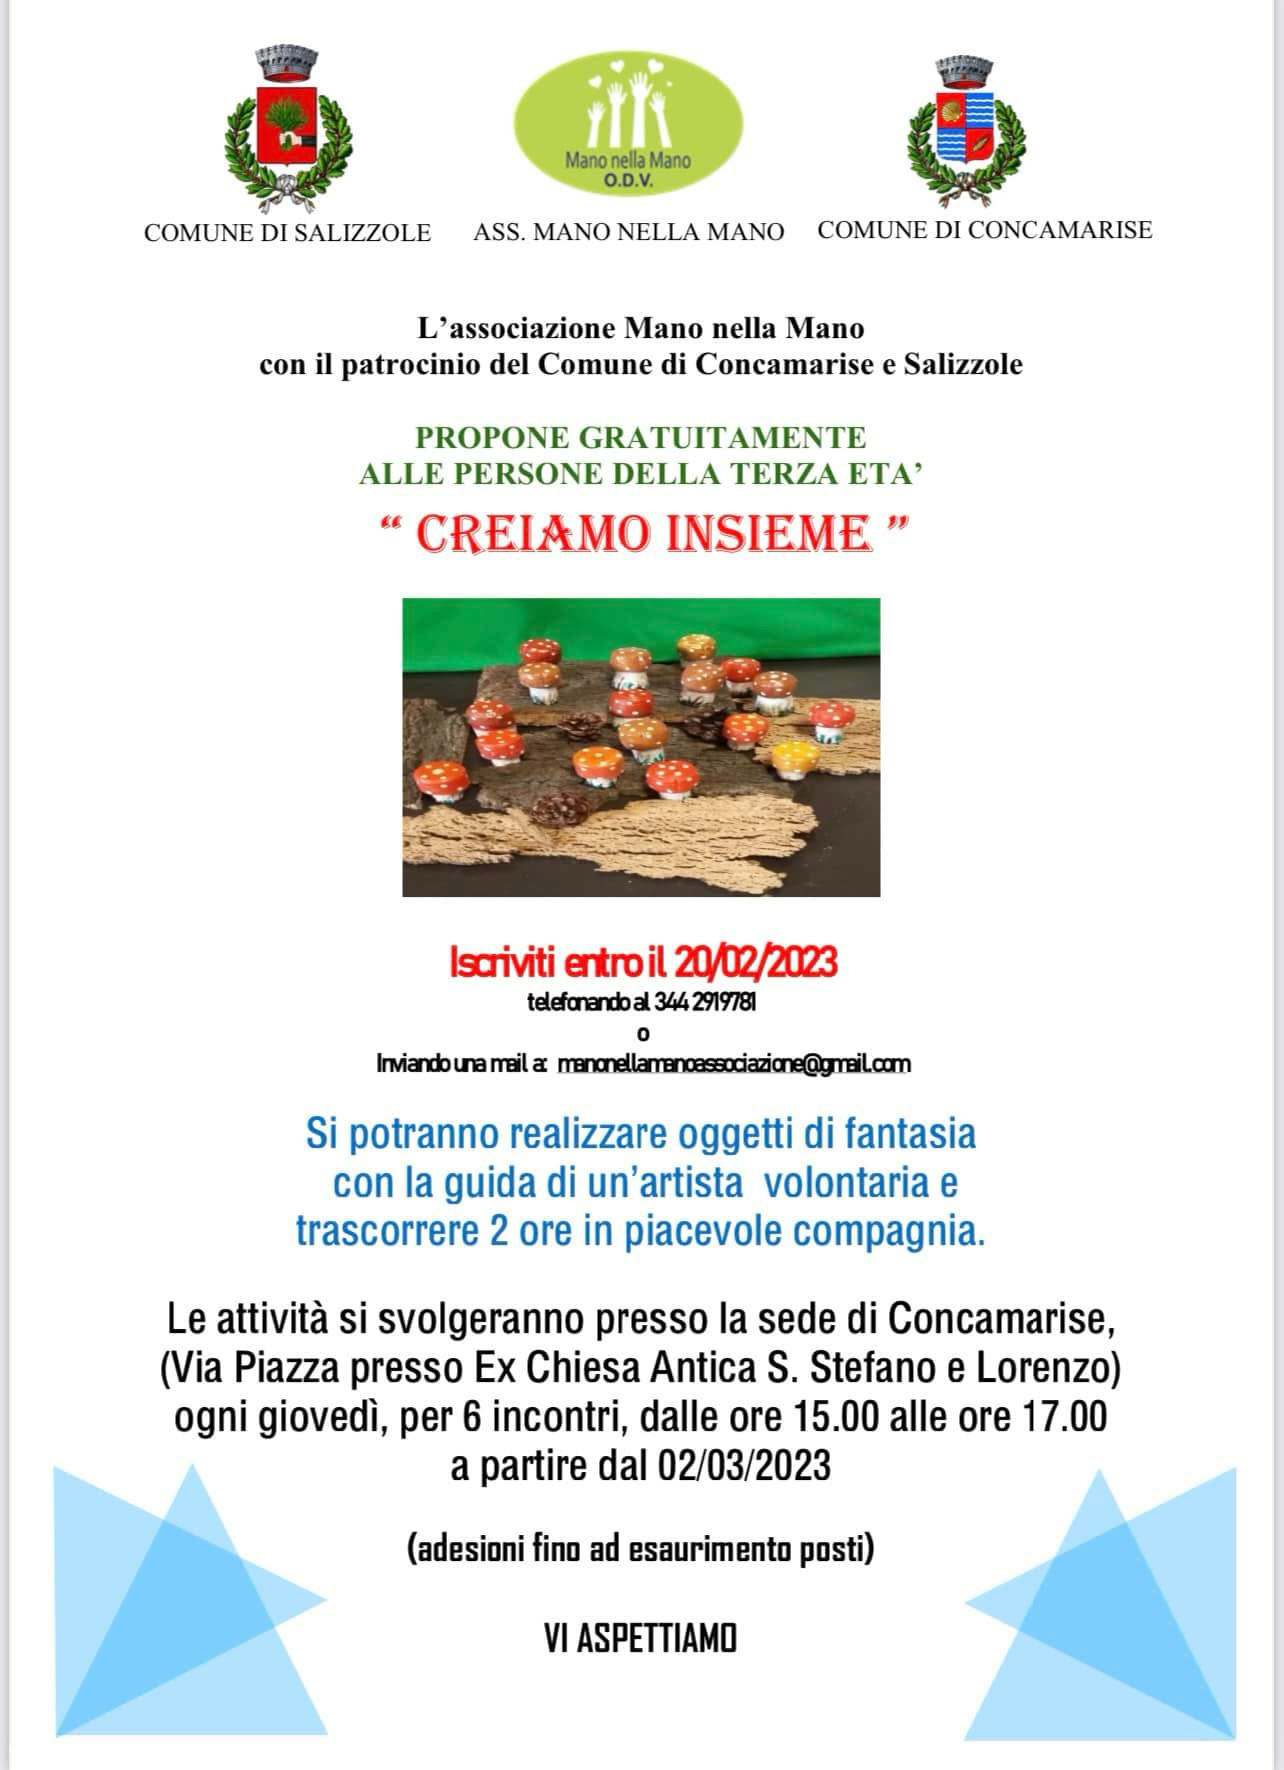 Mano nella Mano
O.D.V.
COMUNE DI SALIZZOLE
ASS. MANO NELLA MANO
COMUNE DI CONCAMARISE
L’associazione Mano nella Mano
con il patrocinio del Comune di Concamarise e Salizzole
PROPONE GRATUITAMENTE
ALLE PERSONE DELLA TERZA ETA’
“ CREIAMO INSIEME ”
Iscriviti entro il 20/02/2023
telefonando al 344 2919781
o
Inviando una mail a: manonellamanoassociazione@gmail.com
Si potranno realizzare oggetti di fantasia
con la guida di un’artista volontaria e
trascorrere 2 ore in piacevole compagnia.
Le attività si svolgeranno presso la sede di Concamarise,
(Via Piazza presso Ex Chiesa Antica S. Stefano e Lorenzo)
ogni giovedì, per 6 incontri, dalle ore 15.00 alle ore 17.00
a partire dal 02/03/2023
(adesioni fino ad esaurimento posti)
VI ASPETTIAMO